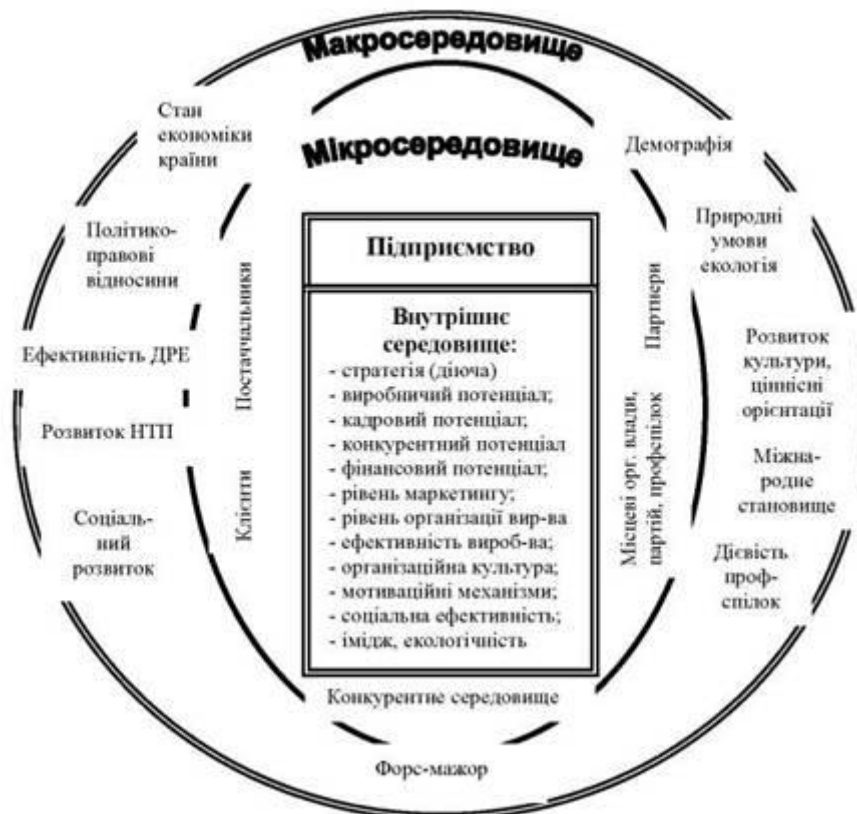 Макросередовище
Мікросередовище
Стан
економіки
країни
Політико-
правові
відносини
Ефективність ДРЕ
Розвиток НТП
Соціаль-
ний
розвиток
Постаччальники
Клієнти
Підприємство
Внутрішнє
середовище:
- стратегія (діюча)
- виробничий потенціал;
- кадровий потенціал;
- конкурентний потенціал
- фінансовий потенціал;
- рівень маркетингу;
- рівень організації вир-ва
- ефективність вироб-ва;
- організаційна культура;
- мотиваційні механізми;
- соціальна ефективність;
- імідж, екологічність
Партнери
Місцеві орг. влади,
партій, профспілок
Демографія
Природні
умови
екологія
Розвиток
культури,
ціннісні
орієнтації
Міжна-
родне
становище
Дієвість
проф-
спілок
Конкурентне середовище
Форс-мажор